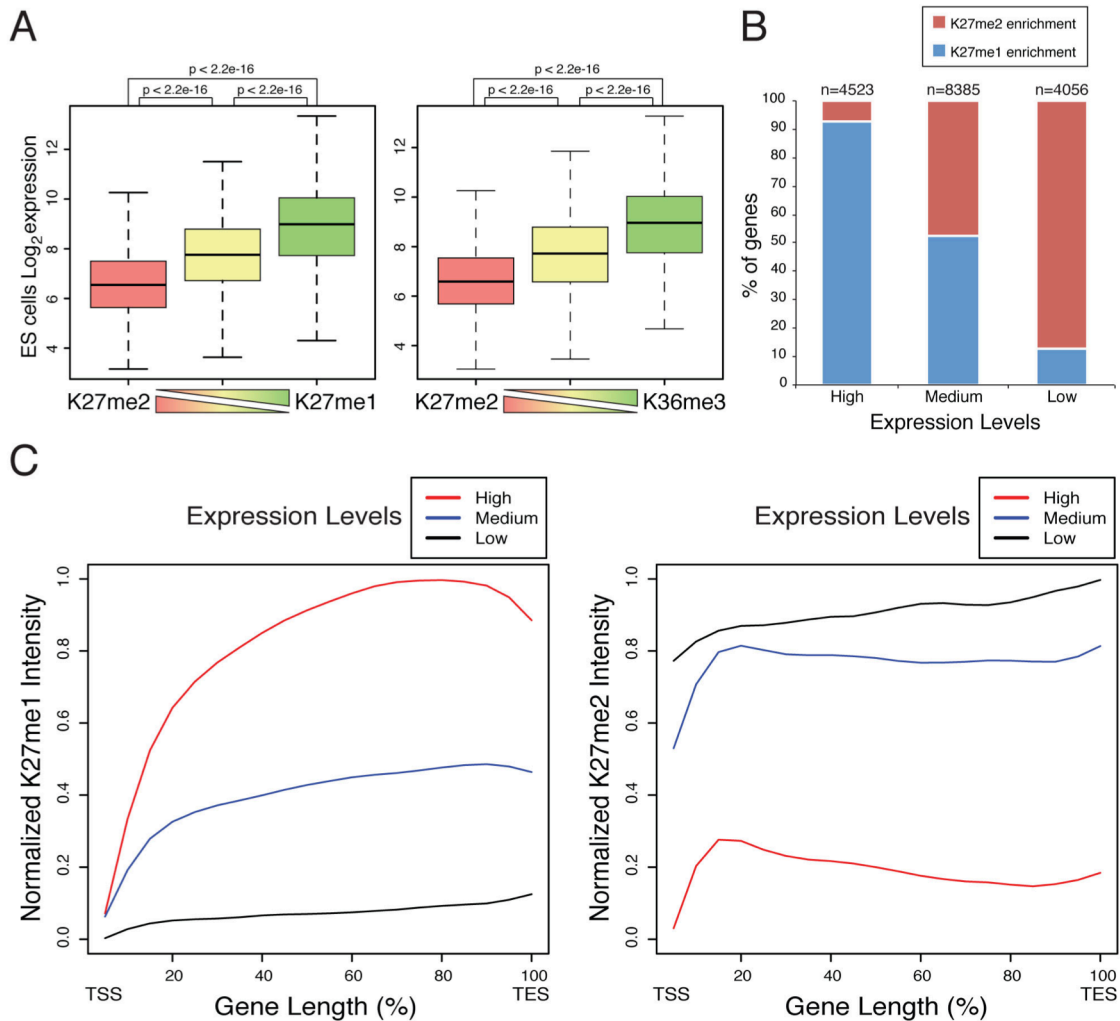 A
p < 2.2e-16
p < 2.2e-16 p < 2.2e-16
ES cells Log2 expression
12
10
8
6
4
K27me2 K27me1
p < 2.2e-16
p < 2.2e-16 p < 2.2e-16
12
10
8
6
4
K27me2 K36me3
B
K27me2 enrichment
K27me1 enrichment
n=4523 n=8385 n=4056
% of genes
100
90
80
70
60
50
40
30
20
10
0
High Medium Low
Expression Levels
C
Expression Levels
High
Medium
Low
Normalized K27me1 Intensity
1.0
0.8
0.6
0.4
0.2
0.0
20 40 60 80 100
TSS TES
Gene Length (%)
Expression Levels
High
Medium
Low
Normalized K27me2 Intensity
1.0
0.8
0.6
0.4
0.2
0.0
20 40 60 80 100
TSS TES
Gene Length (%)